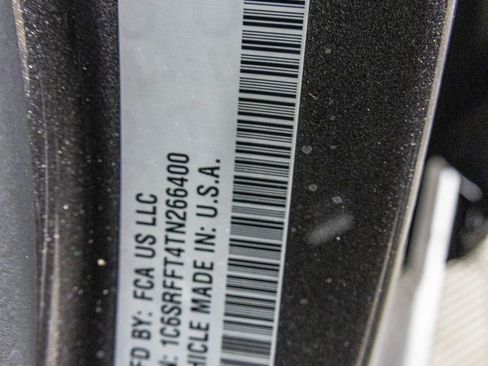 FD BY: FCA US LLC
N: 1C6SRFFT4TN266400
HICLE MADE IN: U.S.A.